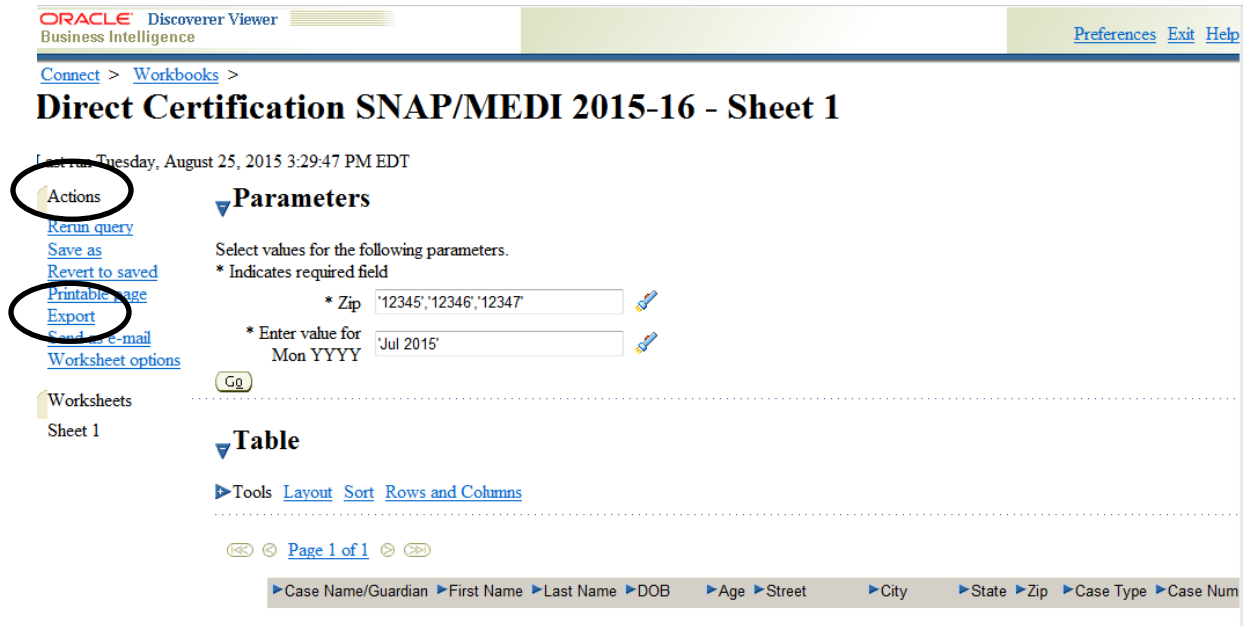 ORACLE Discoverer Viewer
Business Intelligence
Preferences Exit Help
Connect > Workbooks >
Direct Certification SNAP/MEDI 2015-16 - Sheet 1
Last run Tuesday, August 25, 2015 3:29:47 PM EDT
Actions
Rerun query
Save as
Revert to saved
Printable page
Export
Send as e-mail
Worksheet options
Worksheets
Sheet 1
Parameters
Select values for the following parameters.
* Indicates required field
* Zip '12345','12346','12347'
* Enter value for
Mon YYYY 'Jul 2015'
Go
Table
Tools Layout Sort Rows and Columns
Page 1 of 1
Case Name/Guardian First Name Last Name DOB Age Street City State Zip Case Type Case Num